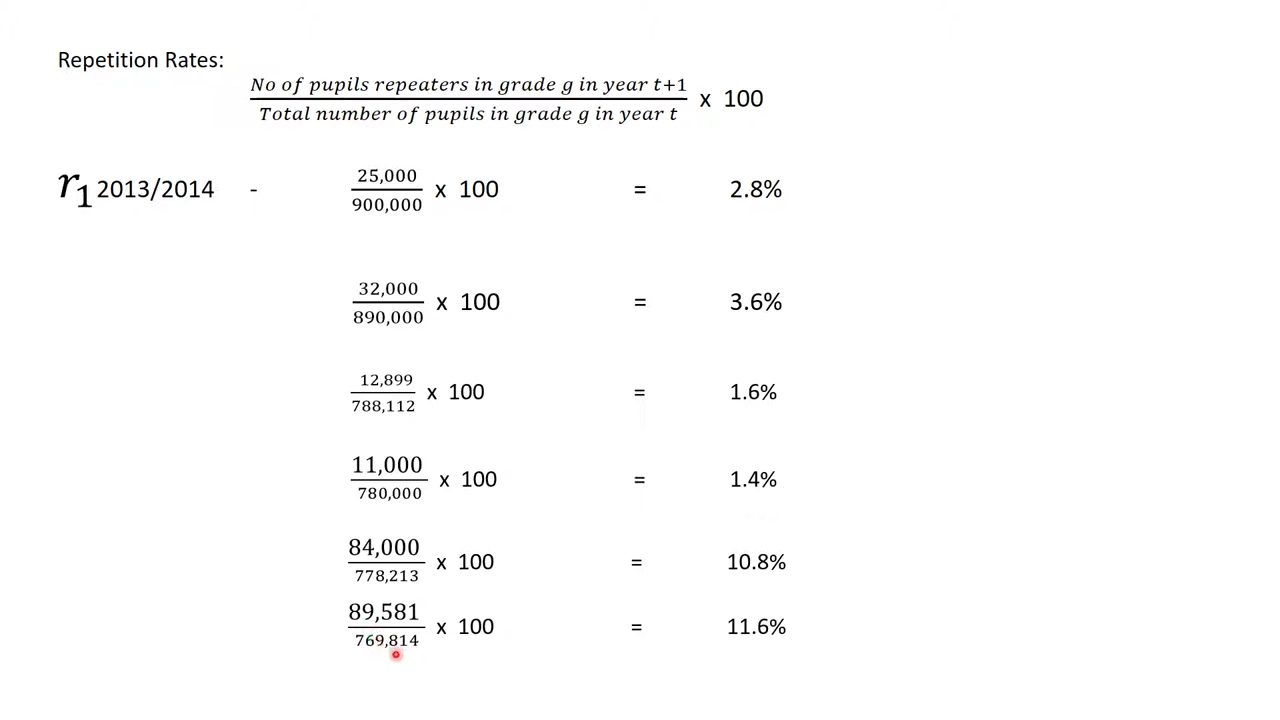 Repetition Rates:
No of pupils repeaters in grade g in year t+1
Total number of pupils in grade g in year t
x 100
r1 2013/2014 - 25,000/900,000 x 100 = 2.8%
32,000/890,000 x 100 = 3.6%
12,899/788,112 x 100 = 1.6%
11,000/780,000 x 100 = 1.4%
84,000/778,213 x 100 = 10.8%
89,581/769,814 x 100 = 11.6%